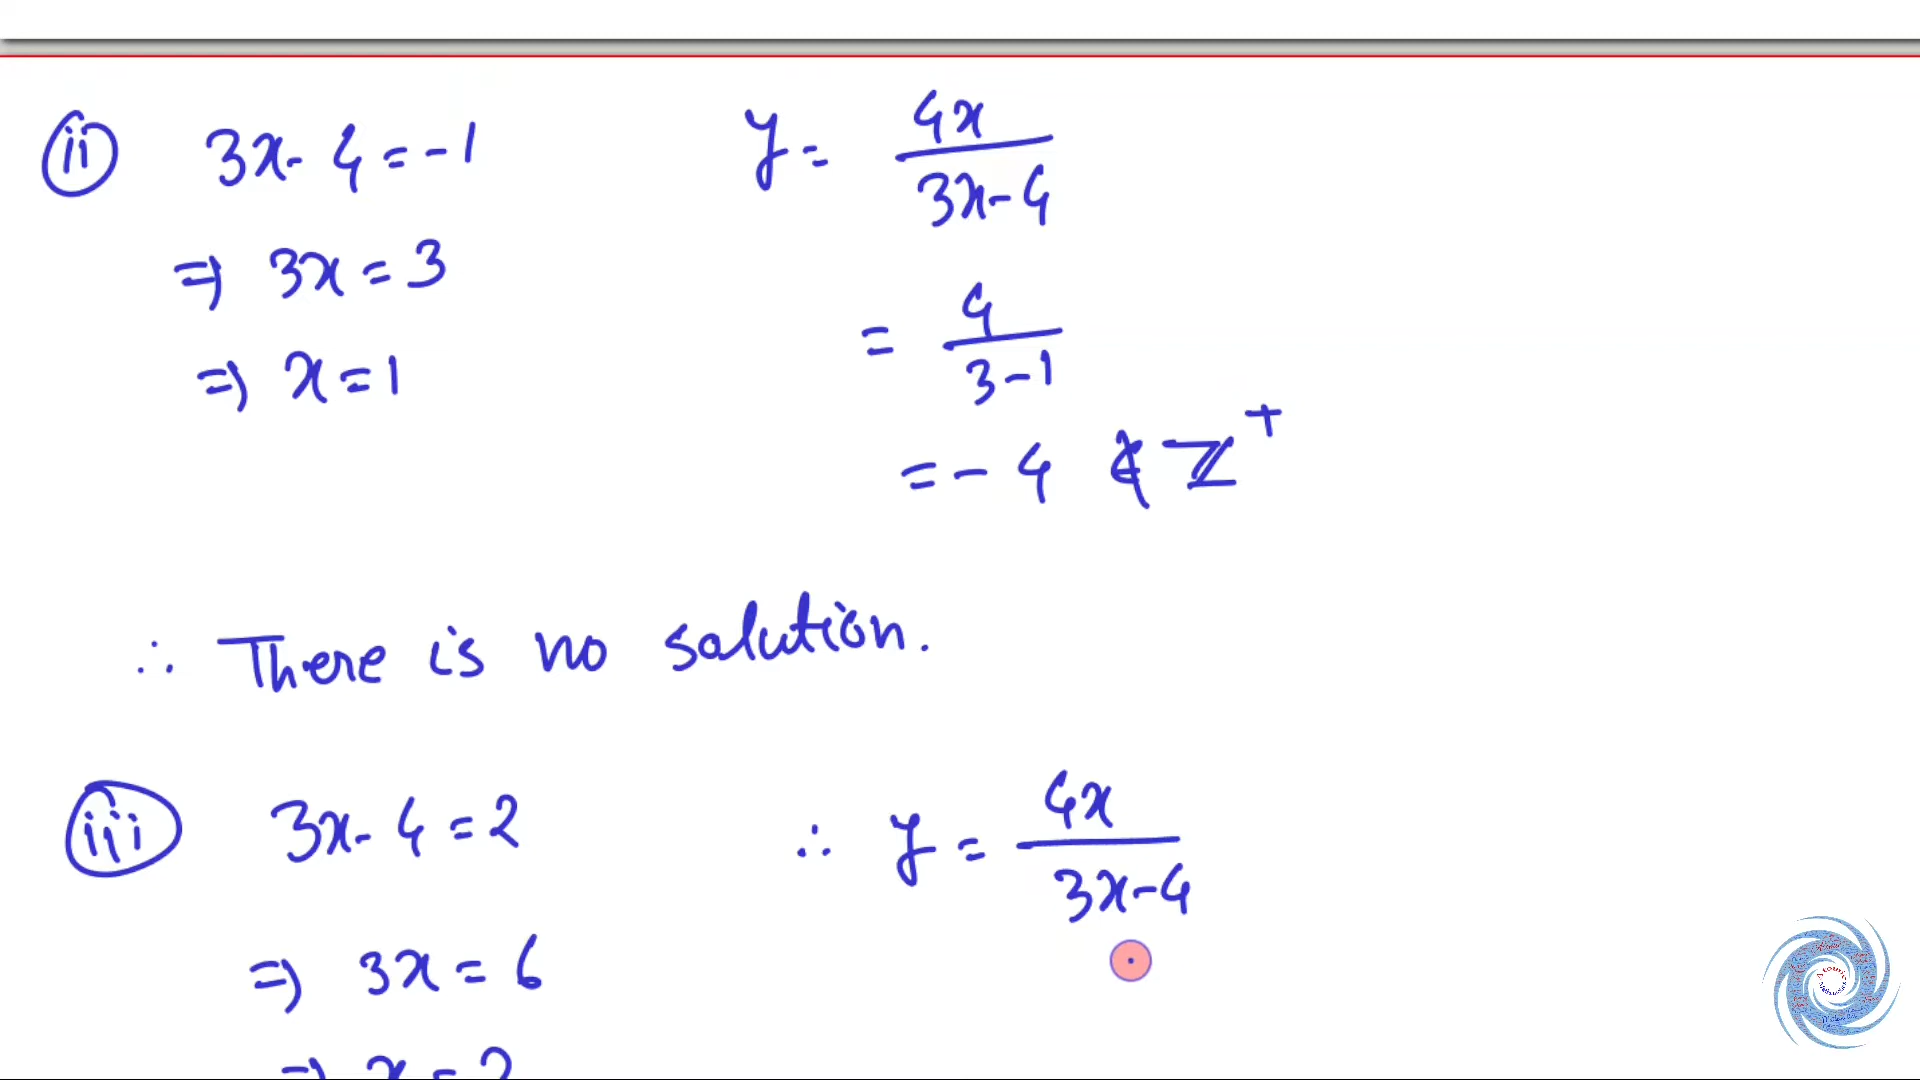 ii 3x - 4 = -1
⇒ 3x = 3
⇒ x = 1
y = 4x / 3x - 4
= 4 / 3 - 1
= - 4 ∉ ℤ⁺
∴ There is no solution.
iii 3x - 4 = 2
⇒ 3x = 6
⇒ x = 2
∴ y = 4x / 3x - 4